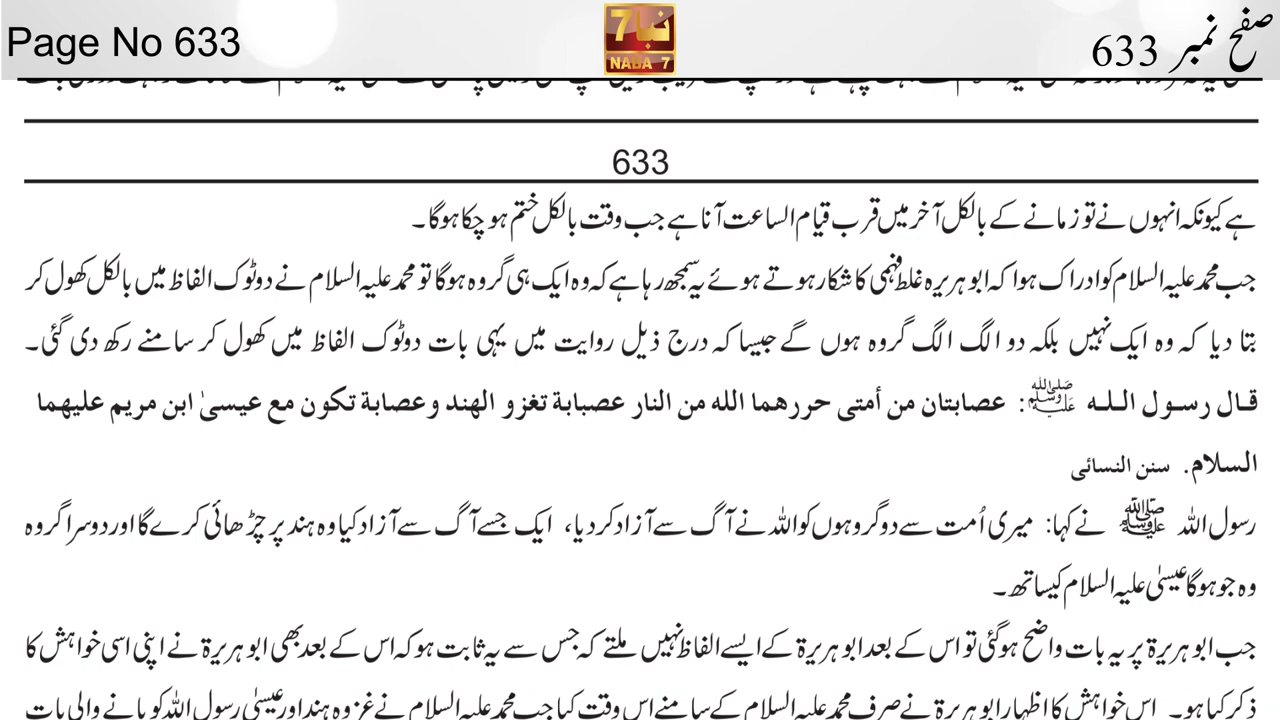 Page No 633
نبا 7
NABA 7
صفحہ نمبر 633
633
ہے کیونکہ انہوں نے تو زمانے کے بالکل آخر میں قرب قیام الساعت آنا ہے جب وقت بالکل ختم ہو چکا ہوگا۔
جب محمد علیہ السلام کو ادراک ہوا کہ ابو ہریرہ غلط فہمی کا شکار ہوتے ہوئے یہ سمجھ رہا ہے کہ وہ ایک ہی گروہ ہوگا تو محمد علیہ السلام نے دوٹوک الفاظ میں بالکل کھول کر
بتا دیا کہ وہ ایک نہیں بلکہ دو الگ الگ گروہ ہوں گے جیسا کہ درج ذیل روایت میں یہی بات دوٹوک الفاظ میں کھول کر سامنے رکھ دی گئی۔
قـال رسـول الـلـه ﷺ: عصابتان من أمتی حررهما الله من النار عصبابة تغزو الهند وعصابة تكون مع عيسىٰ ابن مريم عليهما
السلام. سنن النسائی
رسول اللہ ﷺ نے کہا: میری اُمت سے دو گروہوں کو اللہ نے آگ سے آزاد کر دیا، ایک جسے آگ سے آزاد کیا وہ ہند پر چڑھائی کرے گا اور دوسرا گروہ
وہ جو ہوگا عیسیٰ علیہ السلام کیساتھ۔
جب ابو ہریرۃ پر یہ بات واضح ہوگئی تو اس کے بعد ابو ہریرۃ کے ایسے الفاظ نہیں ملتے کہ جس سے یہ ثابت ہو کہ اس کے بعد بھی ابو ہریرۃ نے اپنی اسی خواہش کا
ذکر کیا ہو۔ اس خواہش کا اظہار ابو ہریرۃ نے صرف محمد علیہ السلام کے سامنے اس وقت کیا جب محمد علیہ السلام نے غزوہ ہند اور عیسیٰ رسول اللہ کو پانے والی بات